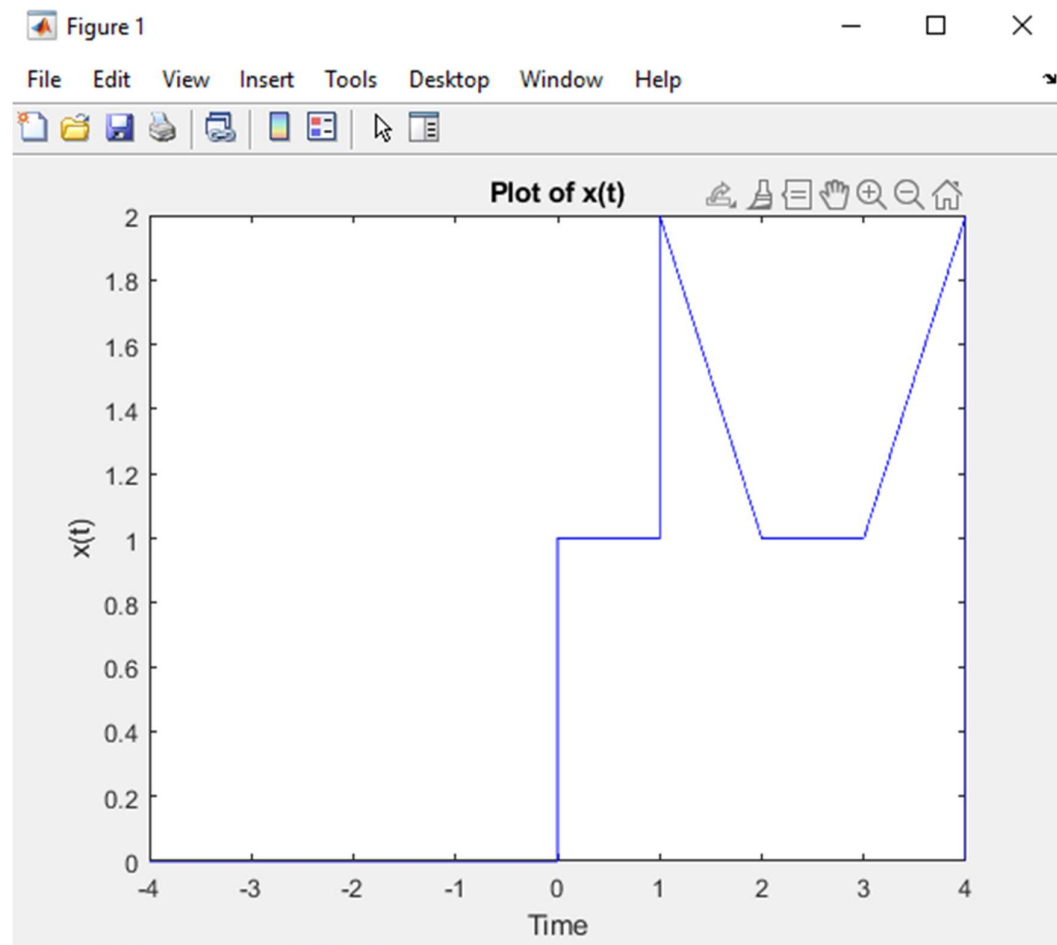 Figure 1
File Edit View Insert Tools Desktop Window Help
Plot of x(t)
2
1.8
1.6
1.4
1.2
1
0.8
0.6
0.4
0.2
0
x(t)
-4 -3 -2 -1 0 1 2 3 4
Time